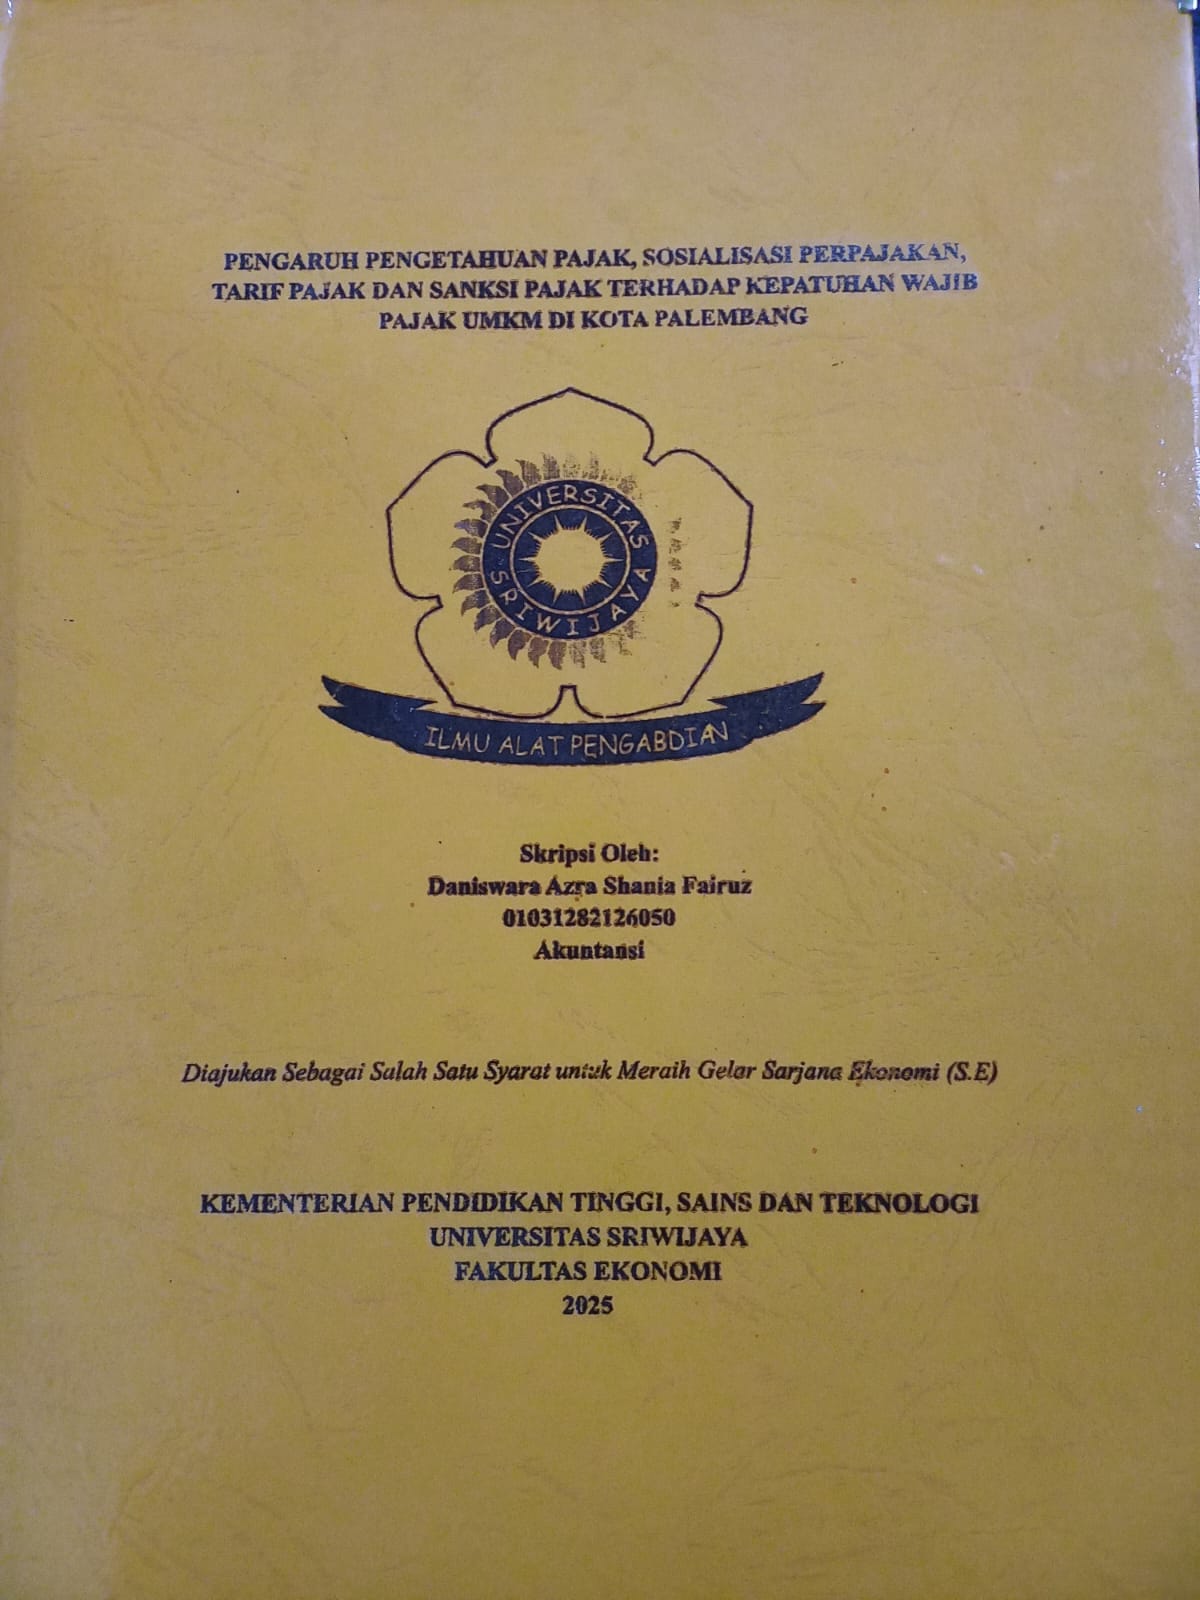 PENGARUH PENGETAHUAN PAJAK, SOSIALISASI PERPAJAKAN,
TARIF PAJAK DAN SANKSI PAJAK TERHADAP KEPATUHAN WAJIB
PAJAK UMKM DI KOTA PALEMBANG
UNIVERSITAS
SRIWIJAYA
ILMU ALAT PENGABDIAN
Skripsi Oleh:
Daniswara Azra Shania Fairuz
01031282126050
Akuntansi
Diajukan Sebagai Salah Satu Syarat untuk Meraih Gelar Sarjana Ekonomi (S.E)
KEMENTERIAN PENDIDIKAN TINGGI, SAINS DAN TEKNOLOGI
UNIVERSITAS SRIWIJAYA
FAKULTAS EKONOMI
2025